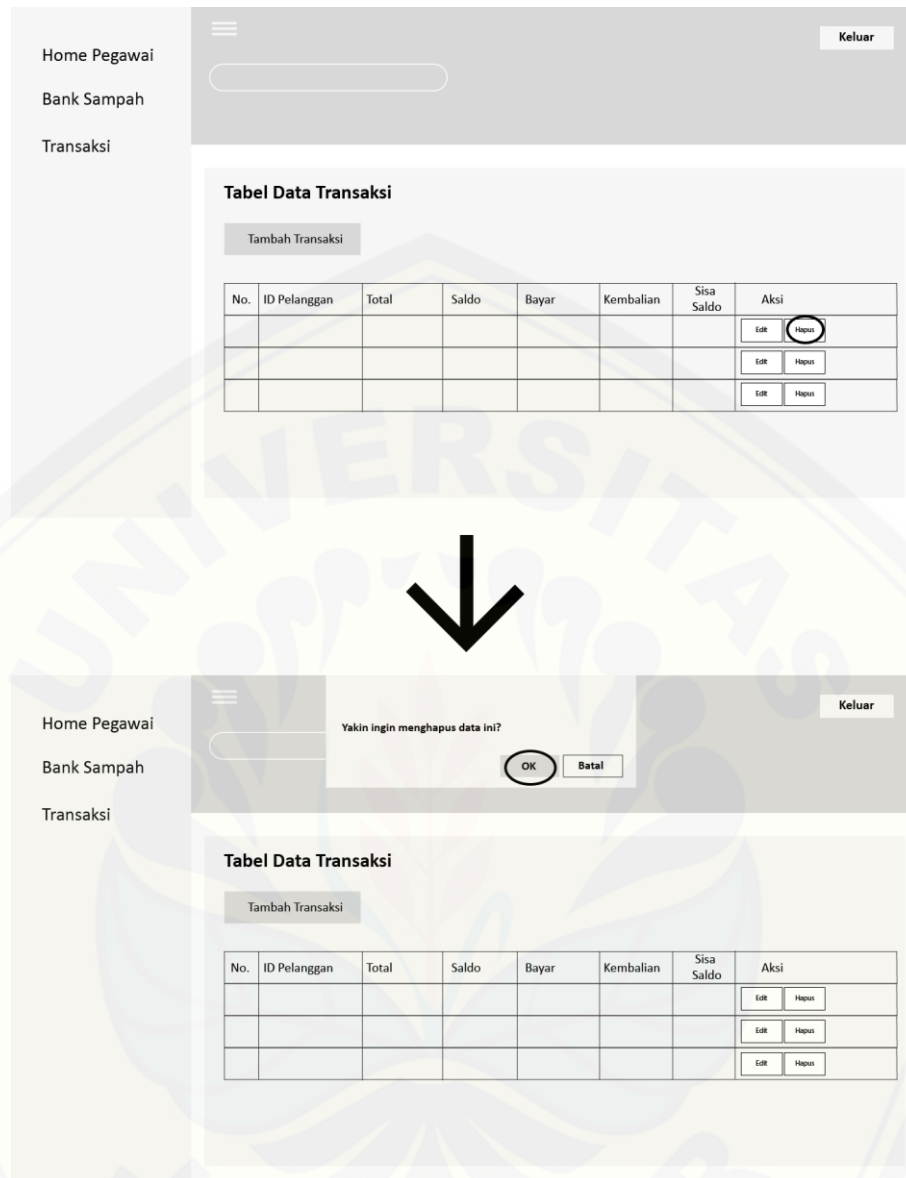 Keluar
Home Pegawai
Bank Sampah
Transaksi
Tabel Data Transaksi
Tambah Transaksi
No. ID Pelanggan Total Saldo Bayar Kembalian Sisa Saldo Aksi
Edit Hapus
Edit Hapus
Edit Hapus
UNIVERSITAS
Keluar
Home Pegawai
Yakin ingin menghapus data ini?
Bank Sampah
OK Batal
Transaksi
Tabel Data Transaksi
Tambah Transaksi
No. ID Pelanggan Total Saldo Bayar Kembalian Sisa Saldo Aksi
Edit Hapus
Edit Hapus
Edit Hapus